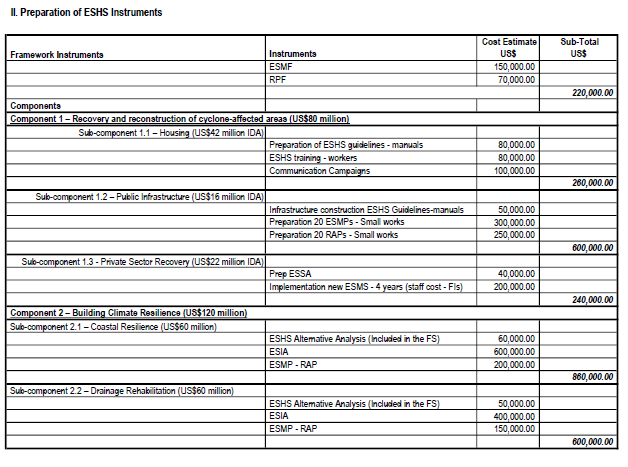 II. Preparation of ESHS Instruments
Framework Instruments Instruments Cost Estimate US$ Sub-Total US$
ESMF 150,000.00
RPF 70,000.00
220,000.00
Components
Component 1 – Recovery and reconstruction of cyclone-affected areas (US$80 million)
Sub-component 1.1 – Housing (US$42 million IDA)
Preparation of ESHS guidelines - manuals 80,000.00
ESHS training - workers 80,000.00
Communication Campaigns 100,000.00
260,000.00
Sub-component 1.2 – Public Infrastructure (US$16 million IDA)
Infrastructure construction ESHS Guidelines-manuals 50,000.00
Preparation 20 ESMPs - Small works 300,000.00
Preparation 20 RAPs - Small works 250,000.00
600,000.00
Sub-component 1.3 - Private Sector Recovery (US$22 million IDA)
Prep ESSA 40,000.00
Implementation new ESMS - 4 years (staff cost - FIs) 200,000.00
240,000.00
Component 2 – Building Climate Resilience (US$120 million)
Sub-component 2.1 – Coastal Resilience (US$60 million)
ESHS Alternative Analysis (Included in the FS) 60,000.00
ESIA 600,000.00
ESMP - RAP 200,000.00
860,000.00
Sub-component 2.2 – Drainage Rehabilitation (US$60 million)
ESHS Alternative Analysis (Included in the FS) 50,000.00
ESIA 400,000.00
ESMP - RAP 150,000.00
600,000.00